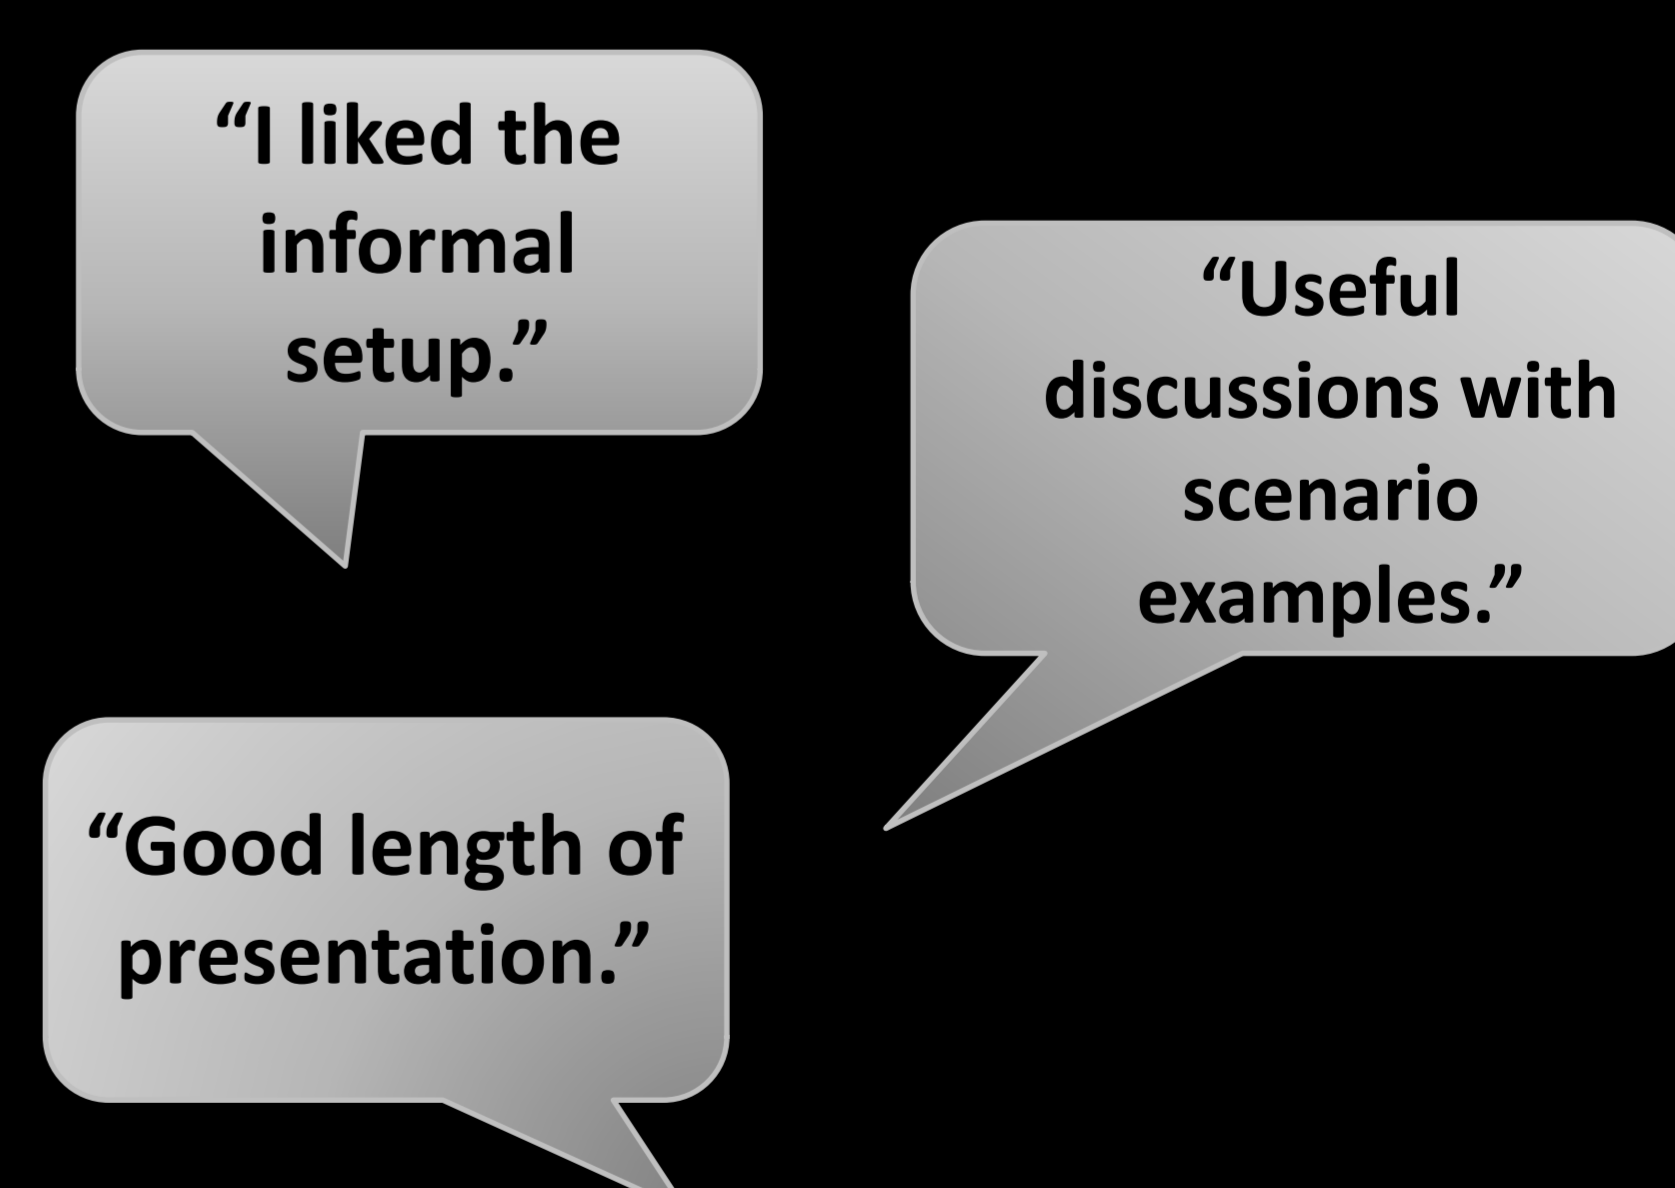 “I liked the
informal
setup.”
“Useful
discussions with
scenario
examples.”
“Good length of
presentation.”